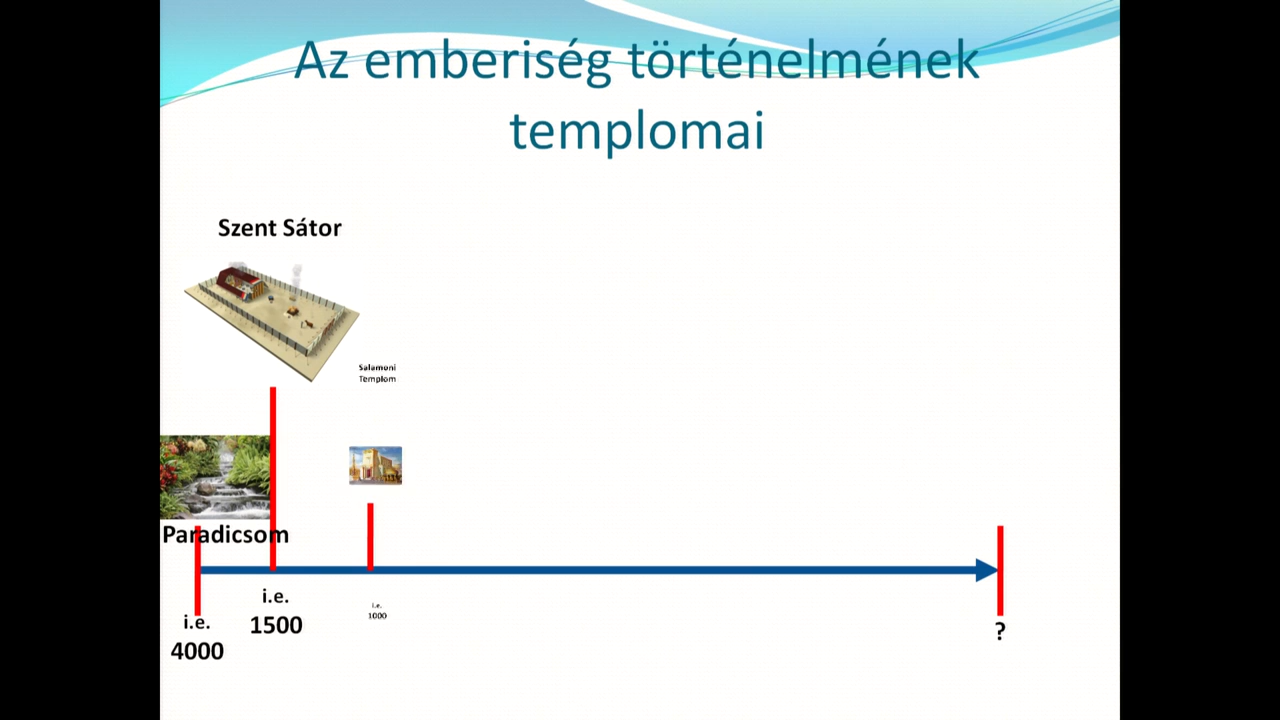 Az emberiség történelmének
templomai
Szent Sátor
Salamoni
Templom
Paradicsom
i.e.
4000
i.e.
1500
i.e.
1000
?